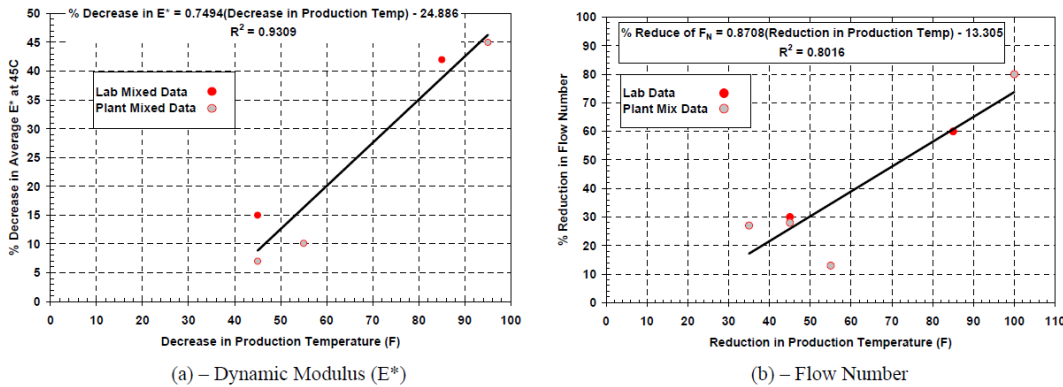 % Decrease in E* = 0.7494(Decrease in Production Temp) - 24.886
R² = 0.9309
% Decrease in Average E* at 45C
50
45
40
35
30
25
20
15
10
5
0
Lab Mixed Data
Plant Mixed Data
0 10 20 30 40 50 60 70 80 90 100
Decrease in Production Temperature (F)
(a) – Dynamic Modulus (E*)
% Reduce of FN = 0.8708(Reduction in Production Temp) - 13.305
R² = 0.8016
% Reduction in Flow Number
100
90
80
70
60
50
40
30
20
10
0
Lab Data
Plant Mix Data
0 10 20 30 40 50 60 70 80 90 100 110
Reduction in Production Temperature (F)
(b) – Flow Number